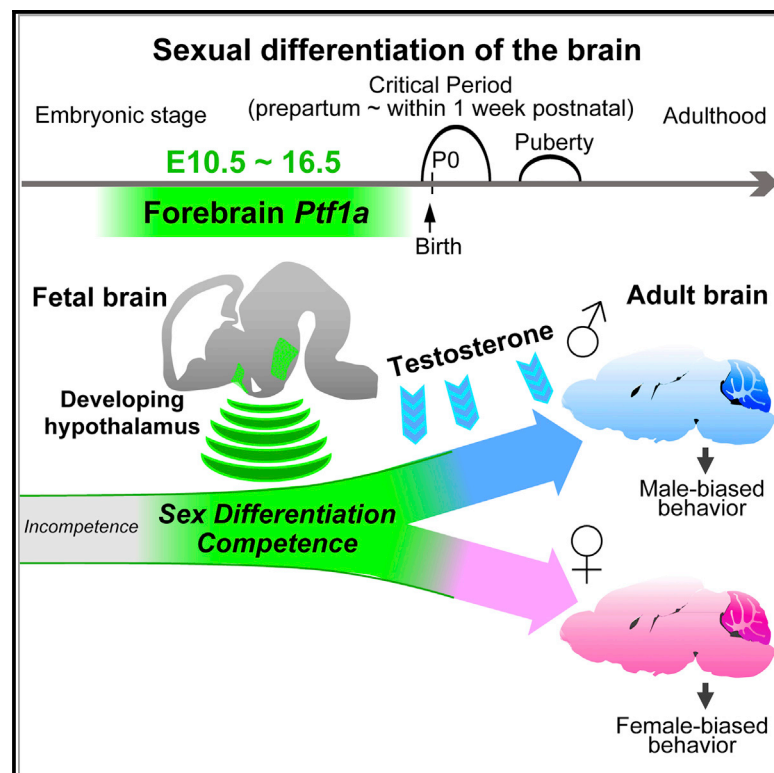 Sexual differentiation of the brain
Critical Period
(prepartum ~ within 1 week postnatal)
Embryonic stage
Adulthood
E10.5 ~ 16.5
P0
Puberty
Forebrain Ptf1a
Birth
Fetal brain
Adult brain
Testosterone
♂
Developing
hypothalamus
Male-biased
behavior
Incompetence
Sex Differentiation
Competence
♀
Female-biased
behavior